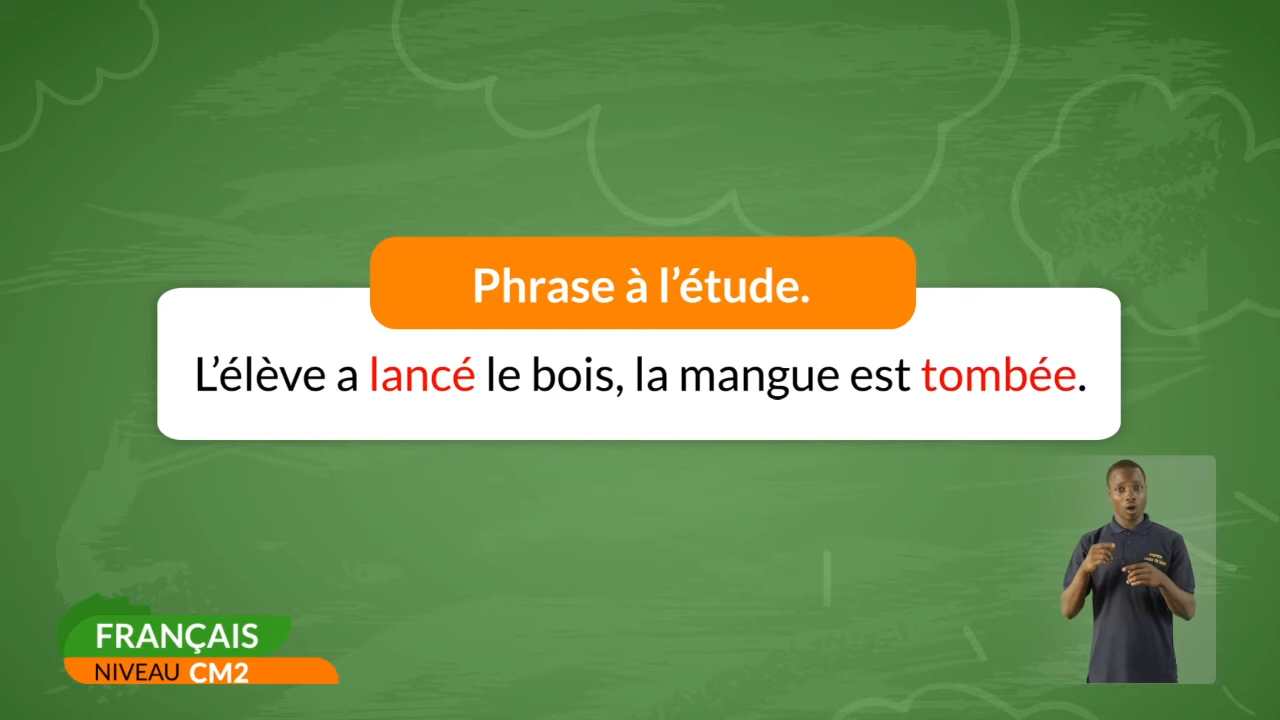 Phrase à l’étude.
L’élève a lancé le bois, la mangue est tombée.
FRANÇAIS
NIVEAU CM2